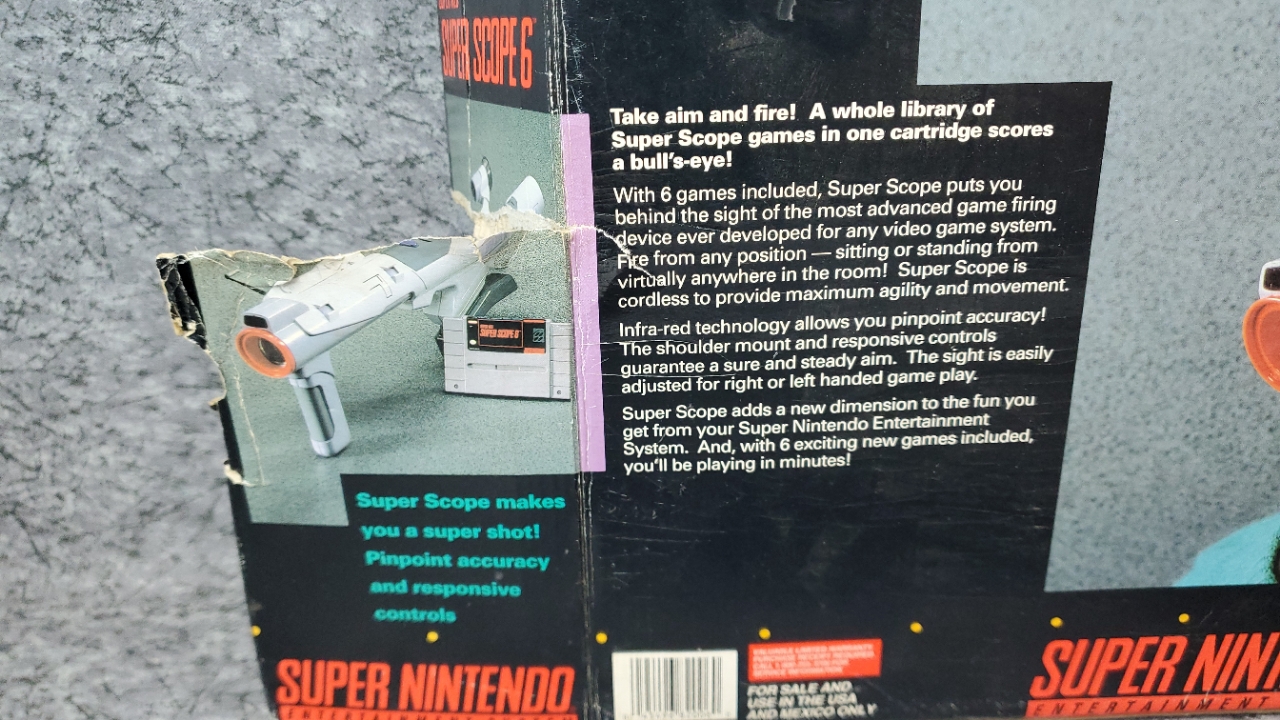 SUPER SCOPE 6™
Take aim and fire! A whole library of
Super Scope games in one cartridge scores
a bull's-eye!
With 6 games included, Super Scope puts you
behind the sight of the most advanced game firing
device ever developed for any video game system.
Fire from any position — sitting or standing from
virtually anywhere in the room! Super Scope is
cordless to provide maximum agility and movement.
Infra-red technology allows you pinpoint accuracy!
The shoulder mount and responsive controls
guarantee a sure and steady aim. The sight is easily
adjusted for right or left handed game play.
Super Scope adds a new dimension to the fun you
get from your Super Nintendo Entertainment
System. And, with 6 exciting new games included,
you'll be playing in minutes!
SUPER SCOPE 6
Super Scope makes
you a super shot!
Pinpoint accuracy
and responsive
controls
SUPER NINTENDO
FOR SALE AND
USE IN THE USA
AND MEXICO ONLY
SUPER NIN
ENTERTAINMENT